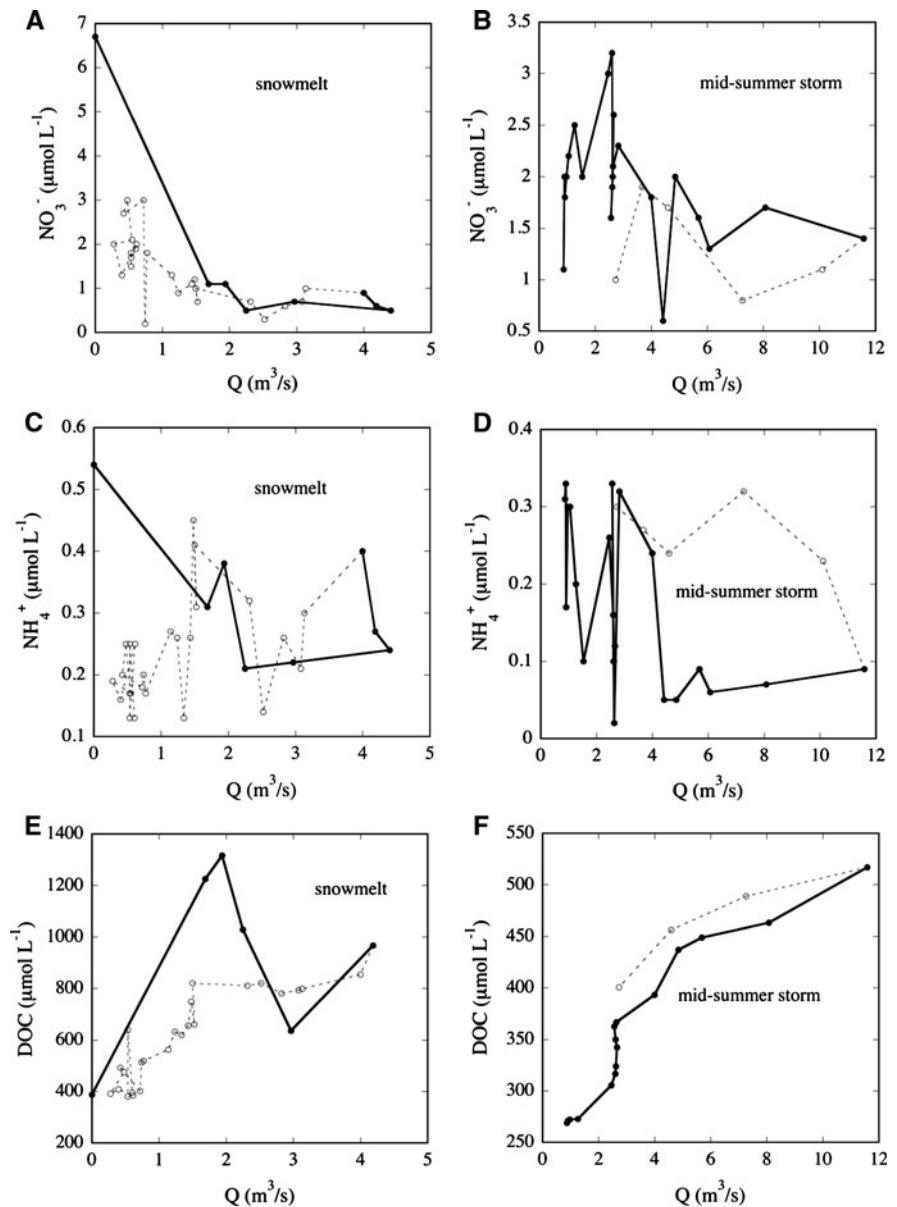 A
snowmelt
NO3- (μmol L-1)
7
6
5
4
3
2
1
0
0 1 2 3 4 5
Q (m3/s)
B
mid-summer storm
NO3- (μmol L-1)
3.5
3
2.5
2
1.5
1
0.5
0 2 4 6 8 10 12
Q (m3/s)
C
snowmelt
NH4+ (μmol L-1)
0.6
0.5
0.4
0.3
0.2
0.1
0 1 2 3 4 5
Q (m3/s)
D
mid-summer storm
NH4+ (μmol L-1)
0.4
0.3
0.2
0.1
0
0 2 4 6 8 10 12
Q (m3/s)
E
snowmelt
DOC (μmol L-1)
1400
1200
1000
800
600
400
200
0 1 2 3 4 5
Q (m3/s)
F
mid-summer storm
DOC (μmol L-1)
550
500
450
400
350
300
250
0 2 4 6 8 10 12
Q (m3/s)